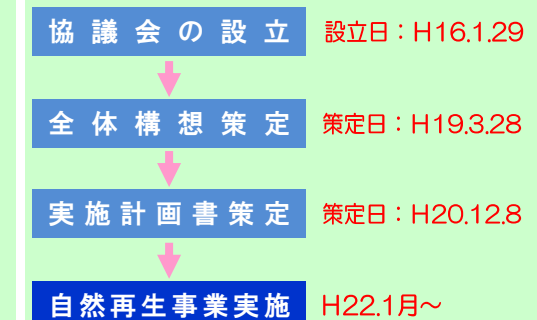 協議会の設立 設立日：H16.1.29
全体構想策定 策定日：H19.3.28
実施計画書策定 策定日：H20.12.8
自然再生事業実施 H22.1月～